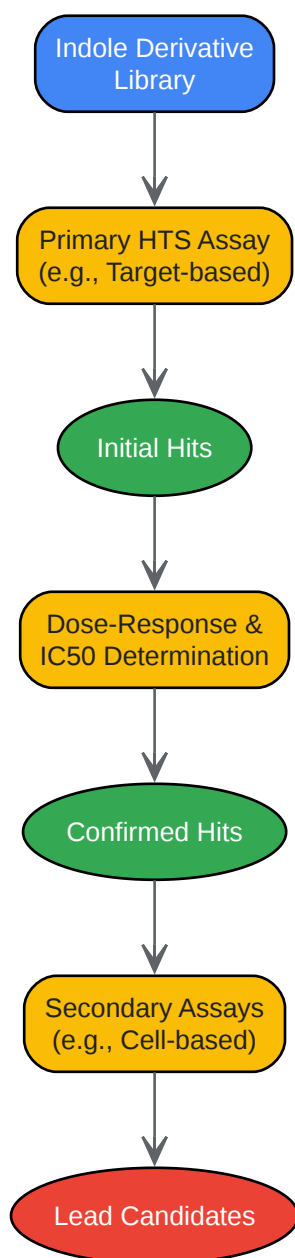 Indole Derivative
Library
Primary HTS Assay
(e.g., Target-based)
Initial Hits
Dose-Response &
IC50 Determination
Confirmed Hits
Secondary Assays
(e.g., Cell-based)
Lead Candidates